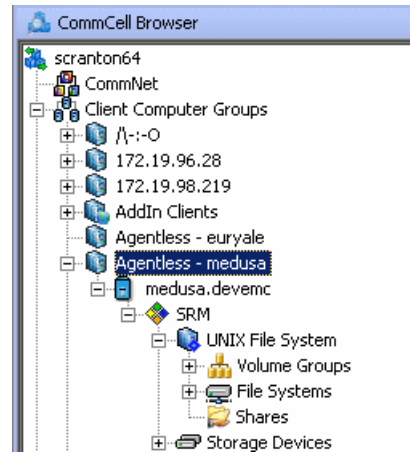 CommCell Browser
scranton64
CommNet
Client Computer Groups
/\-:-O
172.19.96.28
172.19.98.219
AddIn Clients
Agentless - euryale
Agentless - medusa
medusa.devemc
SRM
UNIX File System
Volume Groups
File Systems
Shares
Storage Devices